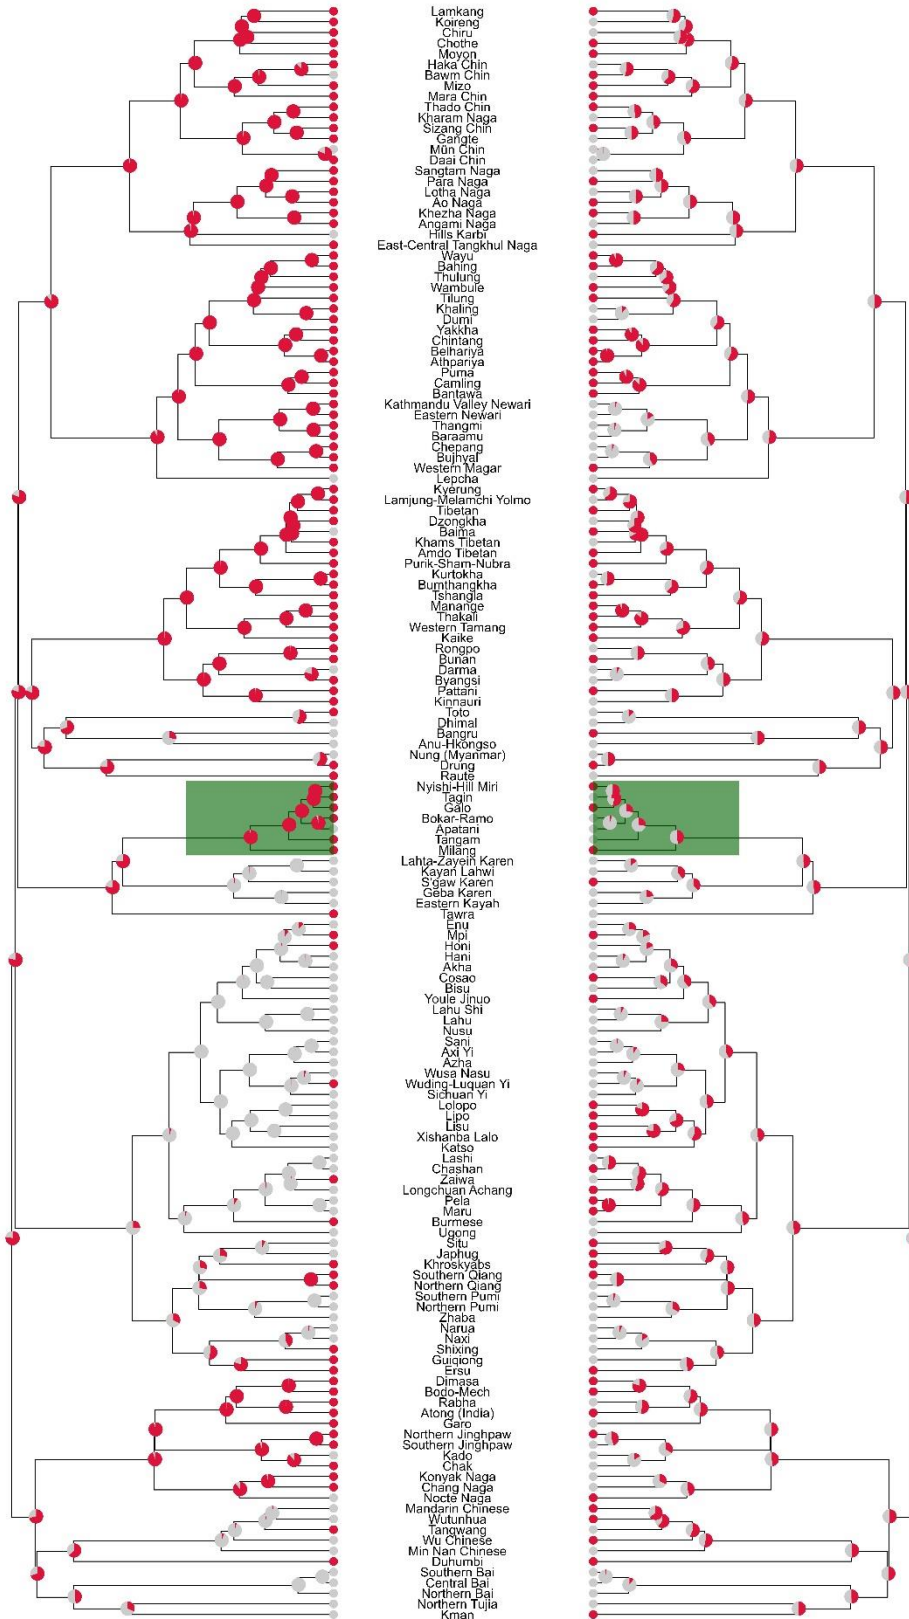 Lamkang
Koireng
Chiru
Chothe
Moyon
Haka Chin
Bawm Chin
Mizo
Mara Chin
Thado Chin
Kharam Naga
Sizang Chin
Gangte
Mün Chin
Daai Chin
Sangtam Naga
Para Naga
Lotha Naga
Ao Naga
Khezha Naga
Angami Naga
Hills Karbi
East-Central Tangkhul Naga
Wayu
Bahing
Thulung
Wambule
Tilung
Khaling
Dumi
Yakkha
Chintang
Belhariya
Athpariya
Puma
Camling
Bantawa
Kathmandu Valley Newari
Eastern Newari
Thangmi
Baraamu
Chepang
Bujhyal
Western Magar
Lepcha
Kyerung
Lamjung-Melamchi Yolmo
Tibetan
Dzongkha
Baima
Khams Tibetan
Amdo Tibetan
Purik-Sham-Nubra
Kurtokha
Bumthangkha
Tshangla
Manange
Thakali
Western Tamang
Kaike
Rongpo
Bunan
Darma
Byangsi
Pattani
Kinnauri
Toto
Dhimal
Bangru
Anu-Hkongso
Nung (Myanmar)
Drung
Raute
Nyishi-Hill Miri
Tagin
Galo
Bokar-Ramo
Apatani
Tangam
Milang
Lahta-Zayein Karen
Kayan Lahwi
S'gaw Karen
Geba Karen
Eastern Kayah
Tawra
Enu
Mpi
Honi
Hani
Akha
Cosao
Bisu
Youle Jinuo
Lahu Shi
Lahu
Nusu
Sani
Axi Yi
Azha
Wusa Nasu
Wuding-Luquan Yi
Sichuan Yi
Lolopo
Lipo
Lisu
Xishanba Lalo
Katso
Lashi
Chashan
Zaiwa
Longchuan Achang
Pela
Maru
Burmese
Ugong
Situ
Japhug
Khroskyabs
Southern Qiang
Northern Qiang
Southern Pumi
Northern Pumi
Zhaba
Narua
Naxi
Shixing
Guiqiong
Ersu
Dimasa
Bodo-Mech
Rabha
Atong (India)
Garo
Northern Jinghpaw
Southern Jinghpaw
Kado
Chak
Konyak Naga
Chang Naga
Nocte Naga
Mandarin Chinese
Wutunhua
Tangwang
Wu Chinese
Min Nan Chinese
Duhumbi
Southern Bai
Central Bai
Northern Bai
Northern Tujia
Kman